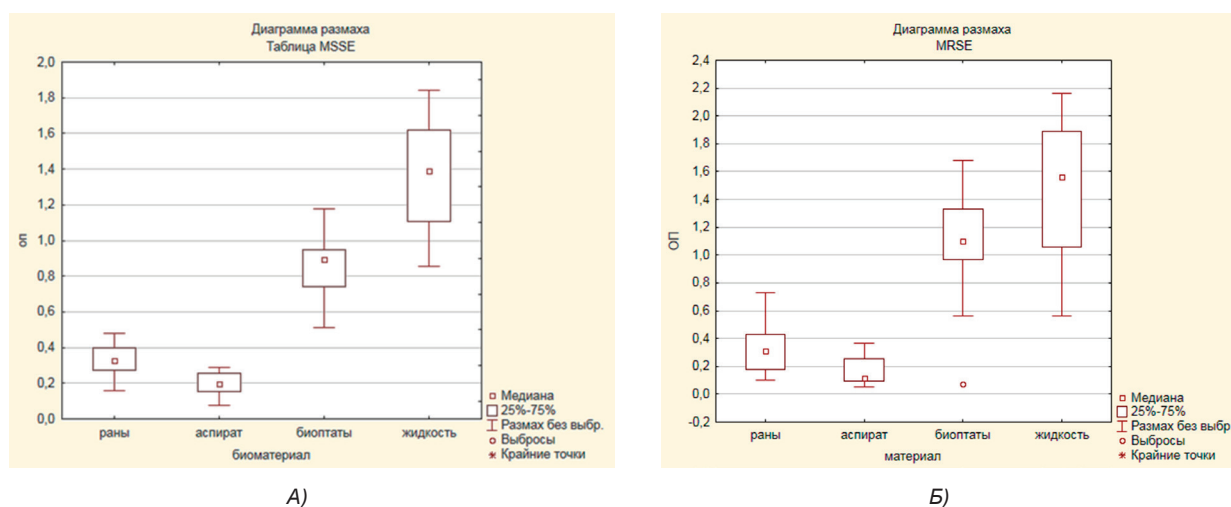 Диаграмма размаха
Таблица MSSE
2,0
1,8
1,6
1,4
1,2
1,0
0,8
0,6
0,4
0,2
0,0
оп
раны аспират биоптаты жидкость
биоматериал
Медиана
25%-75%
Размах без выбр.
Выбросы
Крайние точки
А)
Диаграмма размаха
MRSE
2,4
2,2
2,0
1,8
1,6
1,4
1,2
1,0
0,8
0,6
0,4
0,2
0,0
-0,2
ОП
раны аспират биоптаты жидкость
материал
Медиана
25%-75%
Размах без выбр
Выбросы
Крайние точки
Б)